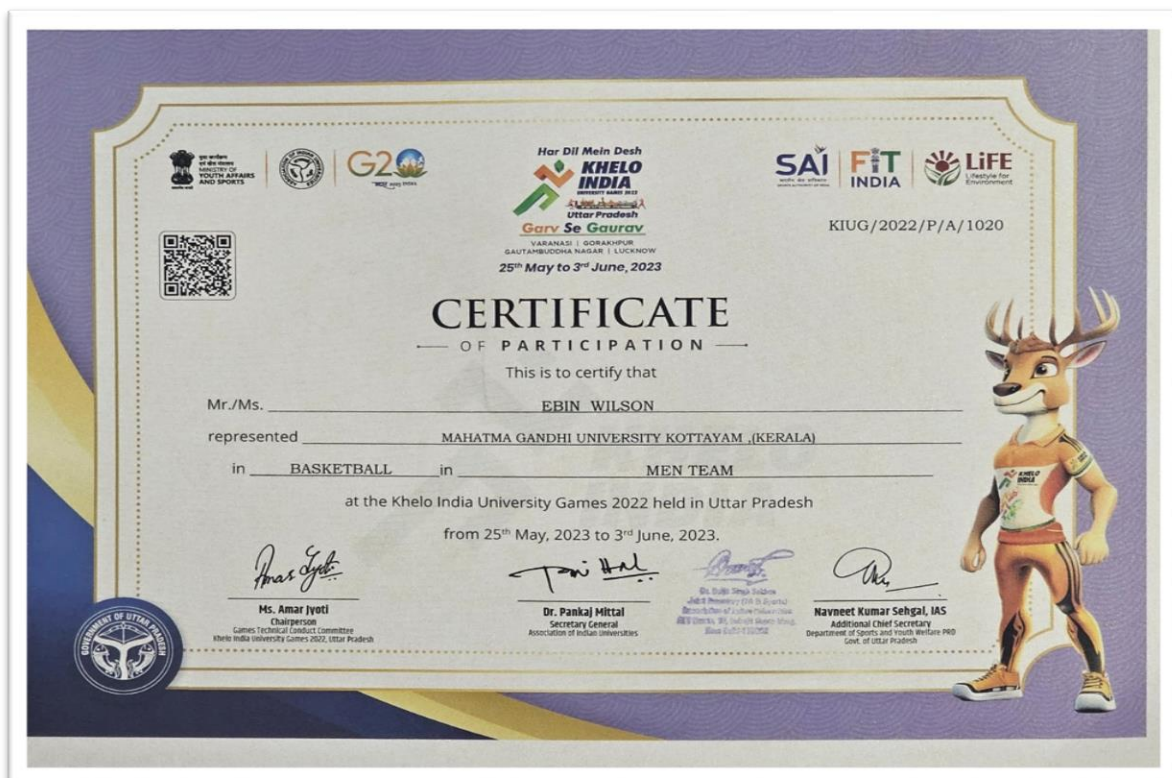 MINISTRY OF
YOUTH AFFAIRS
AND SPORTS
G20
Har Dil Mein Desh
KHELO
INDIA
UNIVERSITY GAMES 2022
Uttar Pradesh
Garv Se Gaurav
VARANASI | GORAKHPUR
GAUTAMBUDDHA NAGAR | LUCKNOW
25th May to 3rd June, 2023
SAI
FIT
INDIA
LiFE
Lifestyle for
Environment
KIUG/2022/P/A/1020
CERTIFICATE
OF PARTICIPATION
This is to certify that
Mr./Ms. EBIN WILSON
represented MAHATMA GANDHI UNIVERSITY KOTTAYAM ,(KERALA)
in BASKETBALL in MEN TEAM
at the Khelo India University Games 2022 held in Uttar Pradesh
from 25th May, 2023 to 3rd June, 2023.
Ms. Amar Jyoti
Chairperson
Games Technical Conduct Committee
Khelo India University Games 2022, Uttar Pradesh
Dr. Pankaj Mittal
Secretary General
Association of Indian Universities
Navneet Kumar Sehgal, IAS
Additional Chief Secretary
Department of Sports and Youth Welfare PRD
Govt. of Uttar Pradesh
GOVERNMENT OF UTTAR PRADESH
KHELO
INDIA